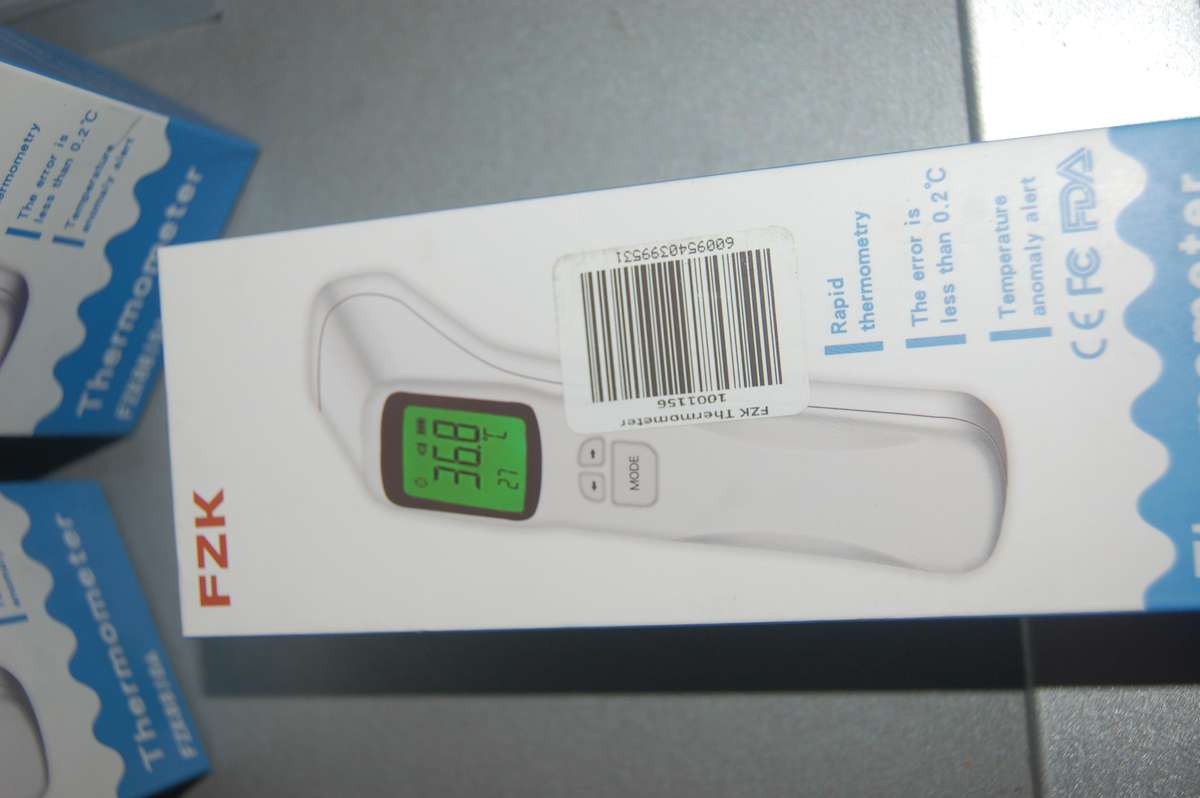 FZK
36.8
°C
27
MODE
6009540399531
1001156
FZK Thermometer
Rapid
thermometry
The error is
less than 0.2°C
Temperature
anomaly alert
CE FC FDA
The error is
less than 0.2°C
Temperature
anomaly alert
Thermometer
Thermometer